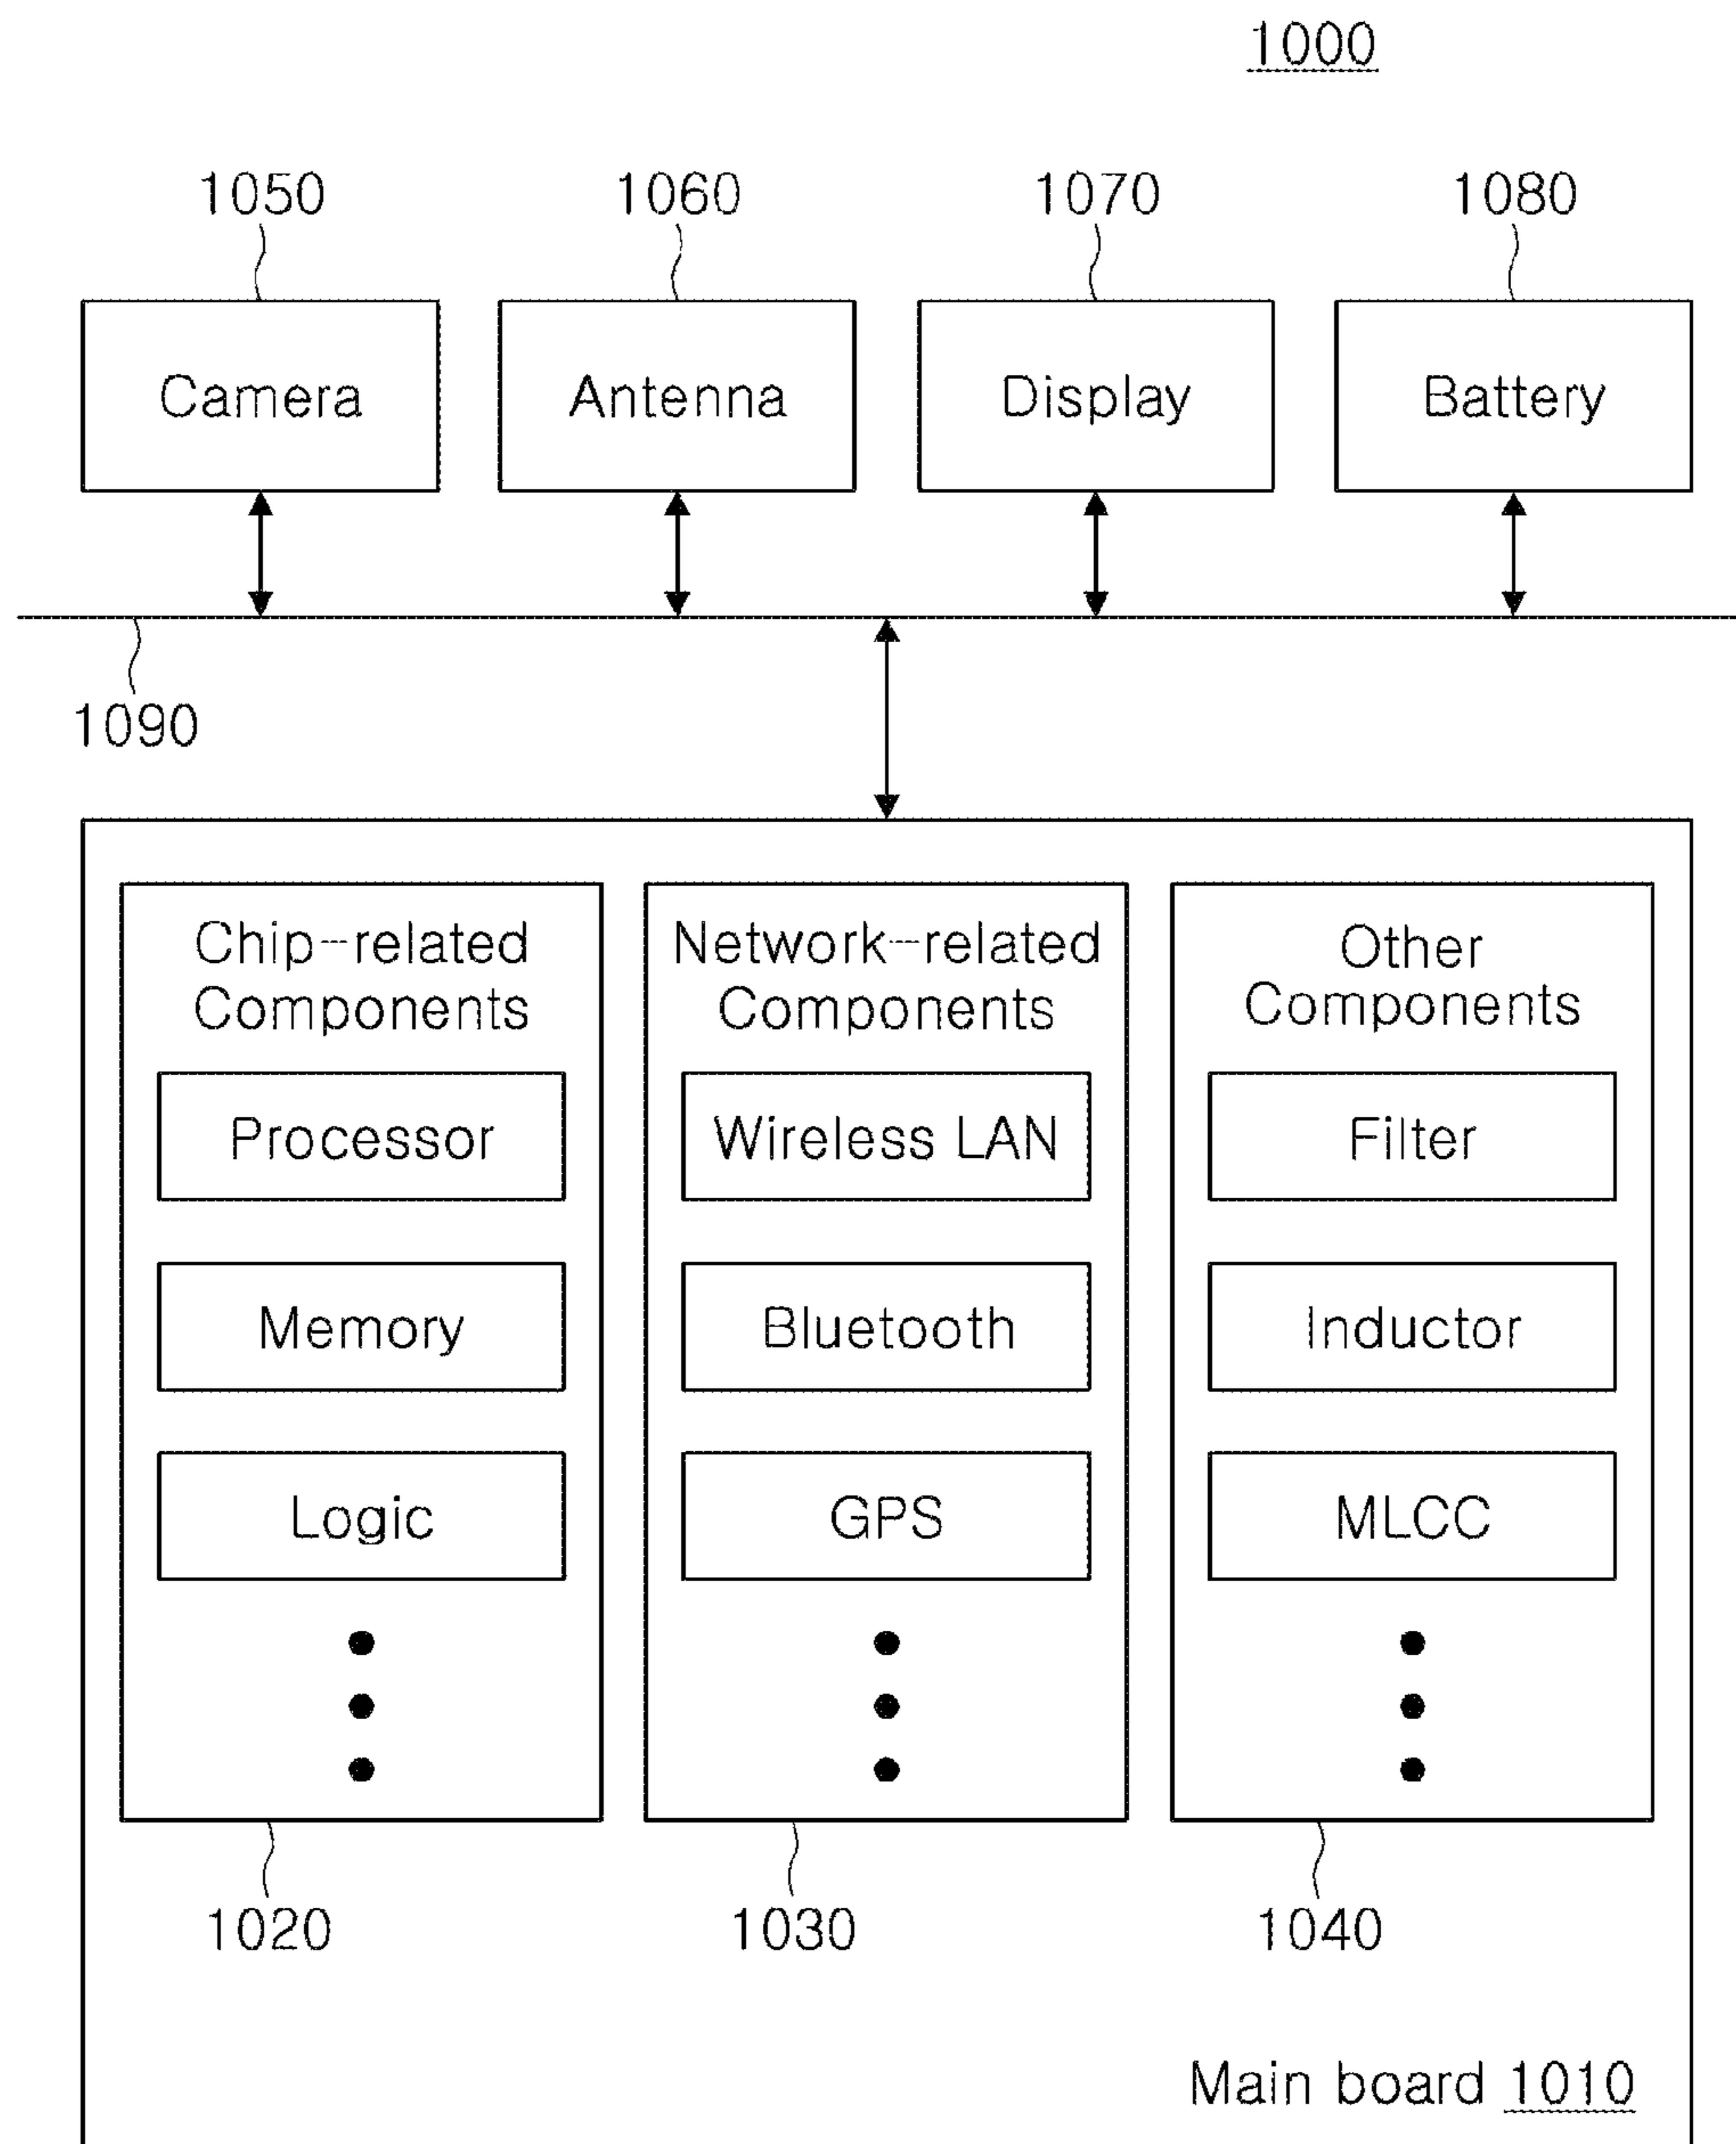 1000
1050 1060 1070 1080
Camera Antenna Display Battery
1090
Chip-related
Components
Processor
Memory
Logic
1020
Network-related
Components
Wireless LAN
Bluetooth
GPS
1030
Other
Components
Filter
Inductor
MLCC
1040
Main board 1010